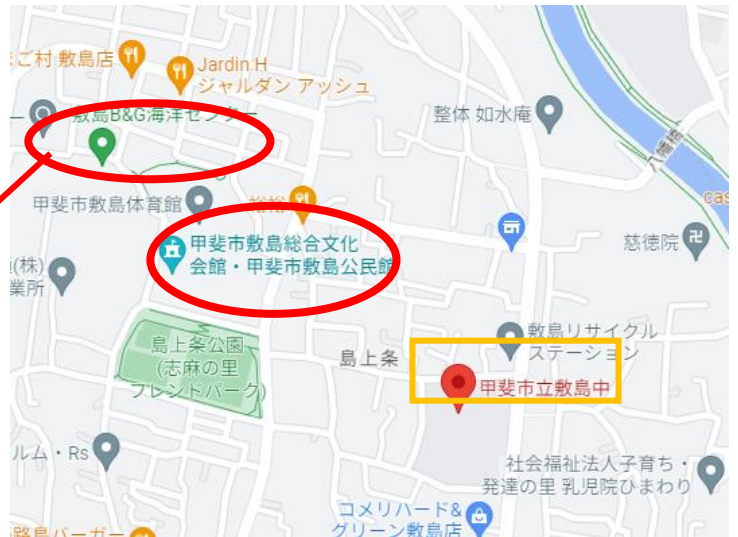 ご村 敷島店
Jardin H
ジャルダン アッシュ
敷島B&G海洋センター
整体 如水庵
八幡橋
cas
甲斐市敷島体育館
裕裕
甲斐市敷島総合文化
会館・甲斐市敷島公民館
慈徳院
(株)
業所
島上条公園
(志麻の里
フレンドパーク)
島上条
敷島リサイクル
ステーション
甲斐市立敷島中
ルム・Rs
社会福祉法人子育ち・
発達の里 乳児院ひまわり
コメリハード&
グリーン敷島店
路島バーガー